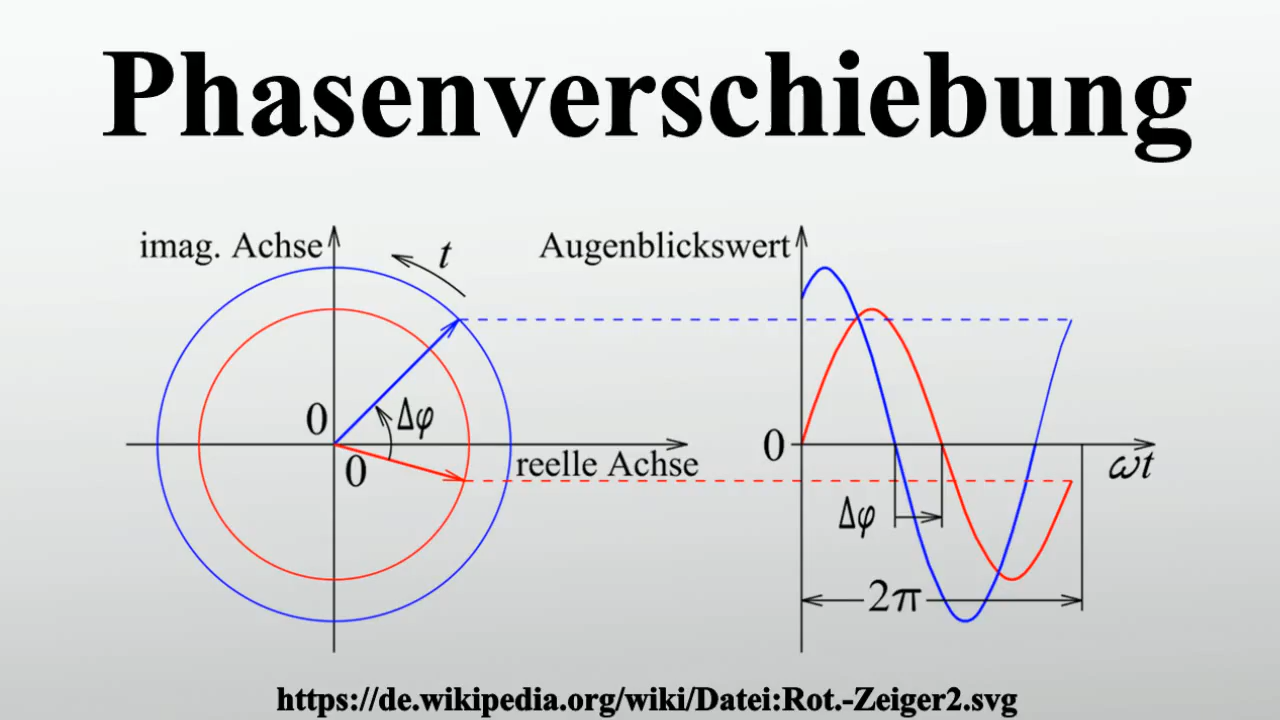 Phasenverschiebung
imag. Achse
t
Augenblickswert
0
Δφ
0
reelle Achse
0
ωt
Δφ
2π
https://de.wikipedia.org/wiki/Datei:Rot.-Zeiger2.svg